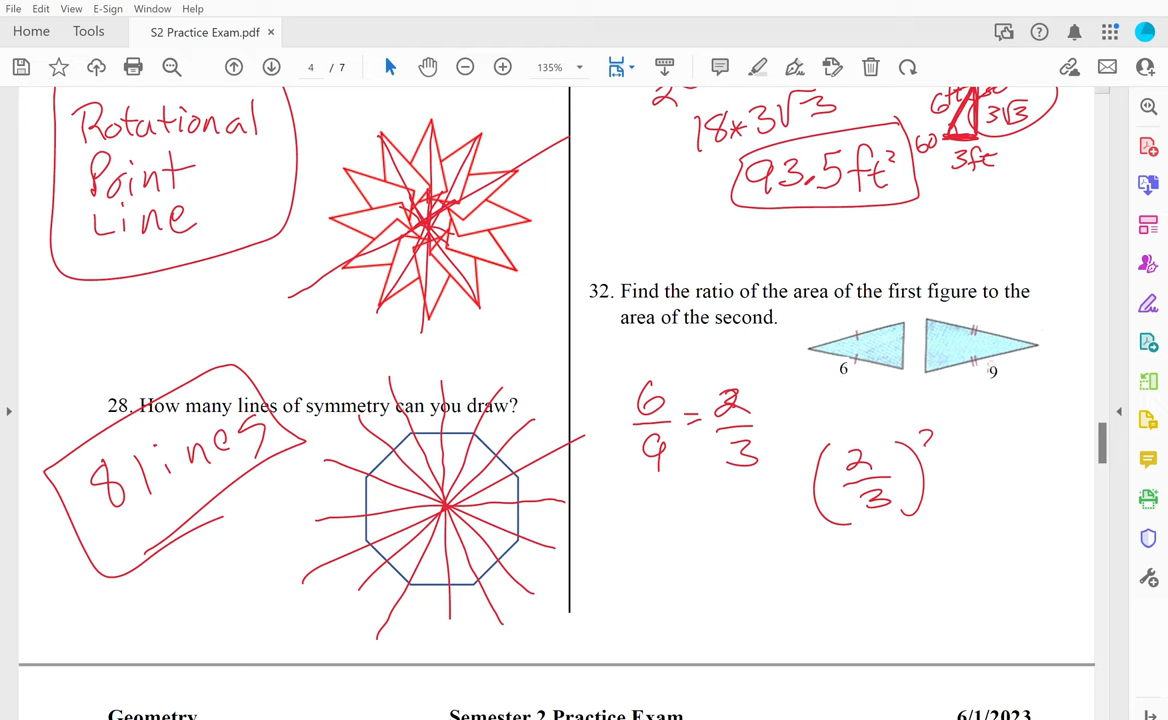 File Edit View E-Sign Window Help
Home Tools S2 Practice Exam.pdf ×
4 / 7 135%
Rotational
Point
Line
18*3√3
93.5ft²
6ft
60
3√3
3ft
32. Find the ratio of the area of the first figure to the
area of the second.
6 9
6/9 = 2/3
(2/3)²
28. How many lines of symmetry can you draw?
8 lines
Geometry Semester 2 Practice Exam 6/1/2023